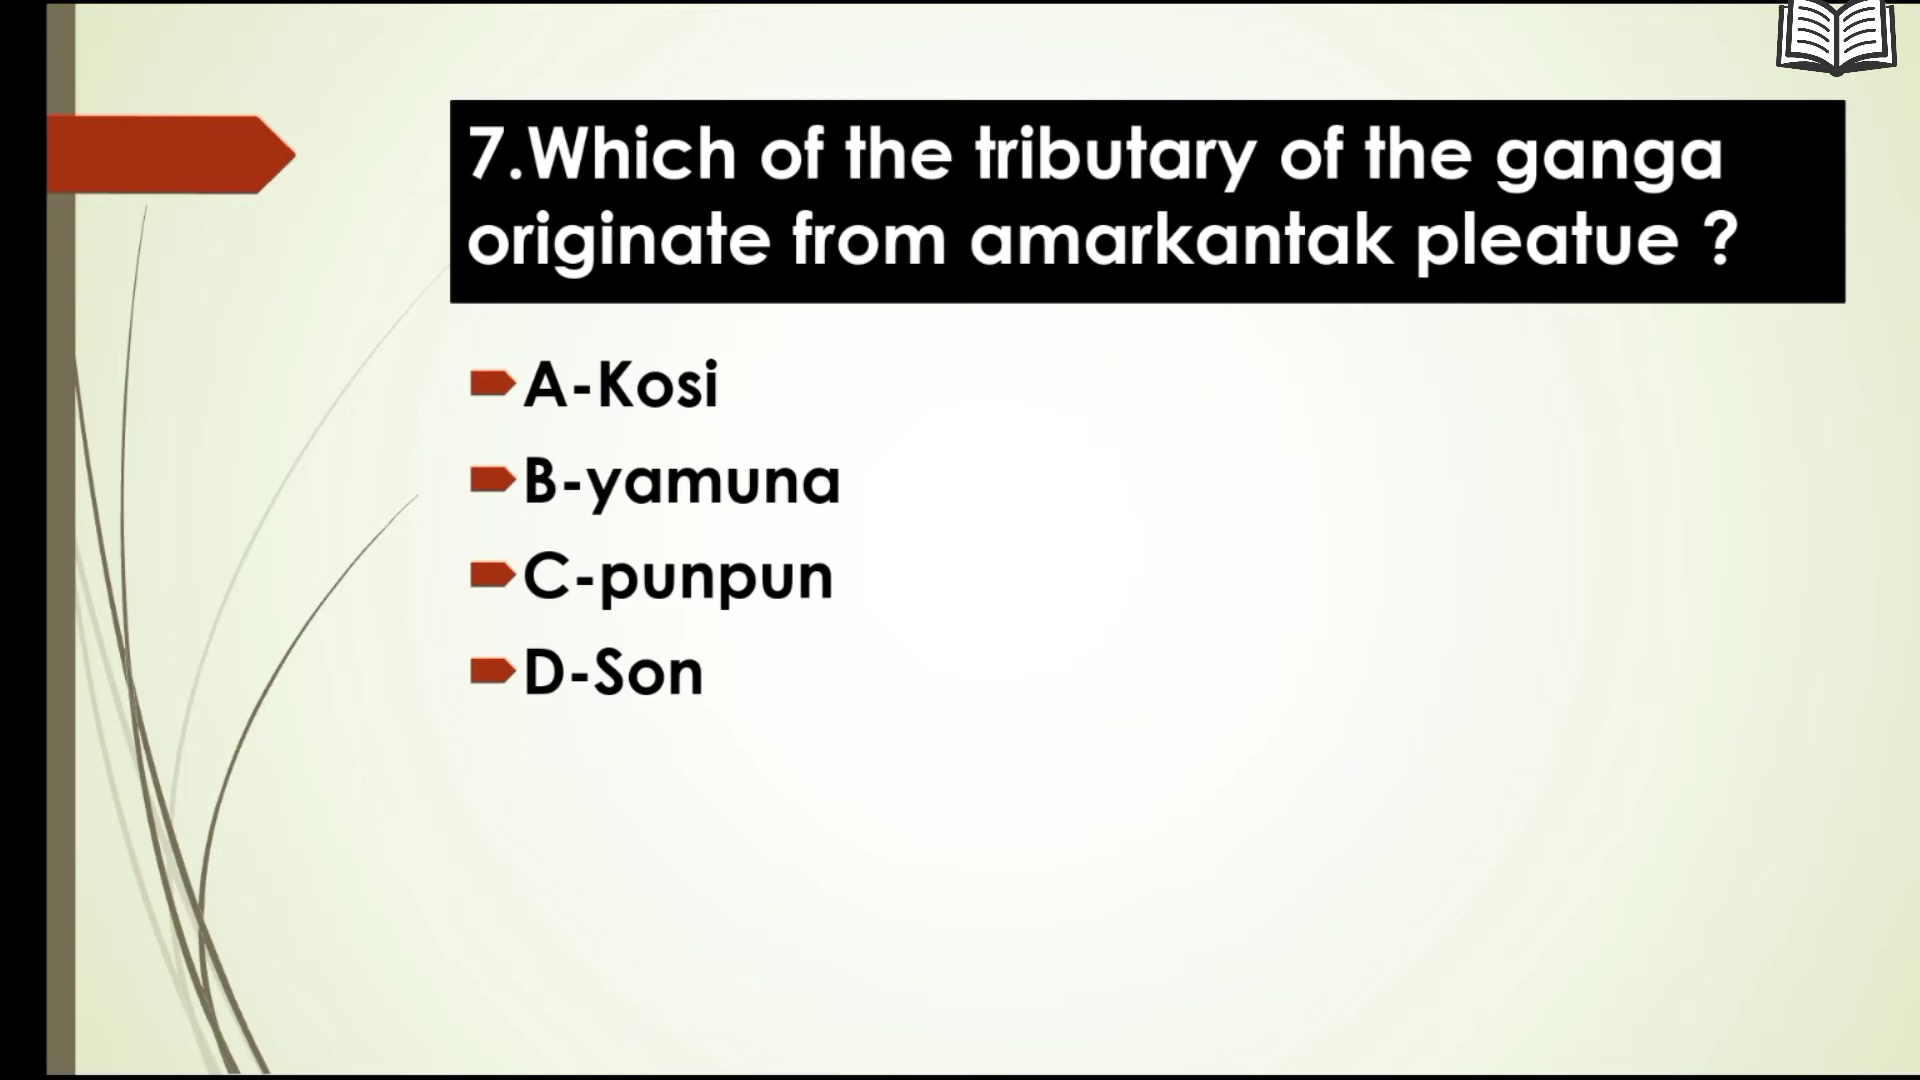 7.Which of the tributary of the ganga
originate from amarkantak pleatue ?
A-Kosi
B-yamuna
C-punpun
D-Son